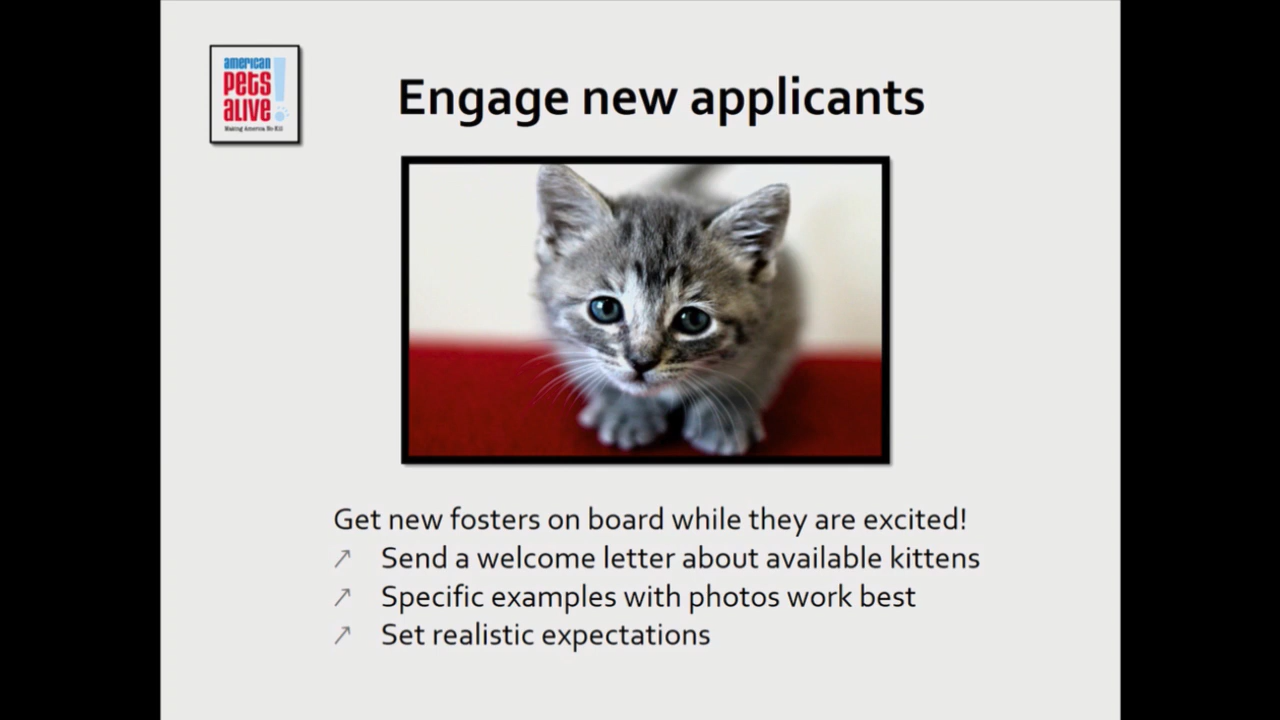 american
PETS
ALIVE!
Making America No Kill
Engage new applicants
Get new fosters on board while they are excited!
Send a welcome letter about available kittens
Specific examples with photos work best
Set realistic expectations